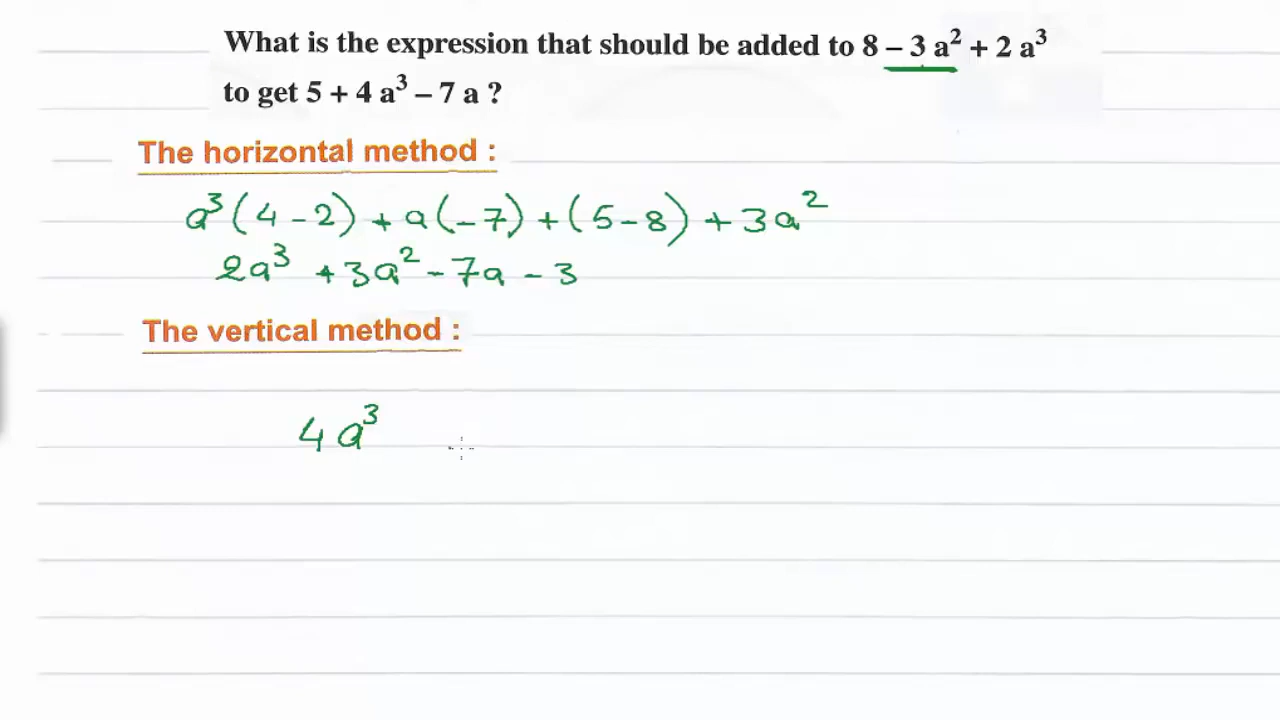 What is the expression that should be added to 8 – 3 a² + 2 a³
to get 5 + 4 a³ – 7 a ?
The horizontal method :
a³(4 - 2) + a(-7) + (5 - 8) + 3a²
2a³ + 3a² - 7a - 3
The vertical method :
4a³